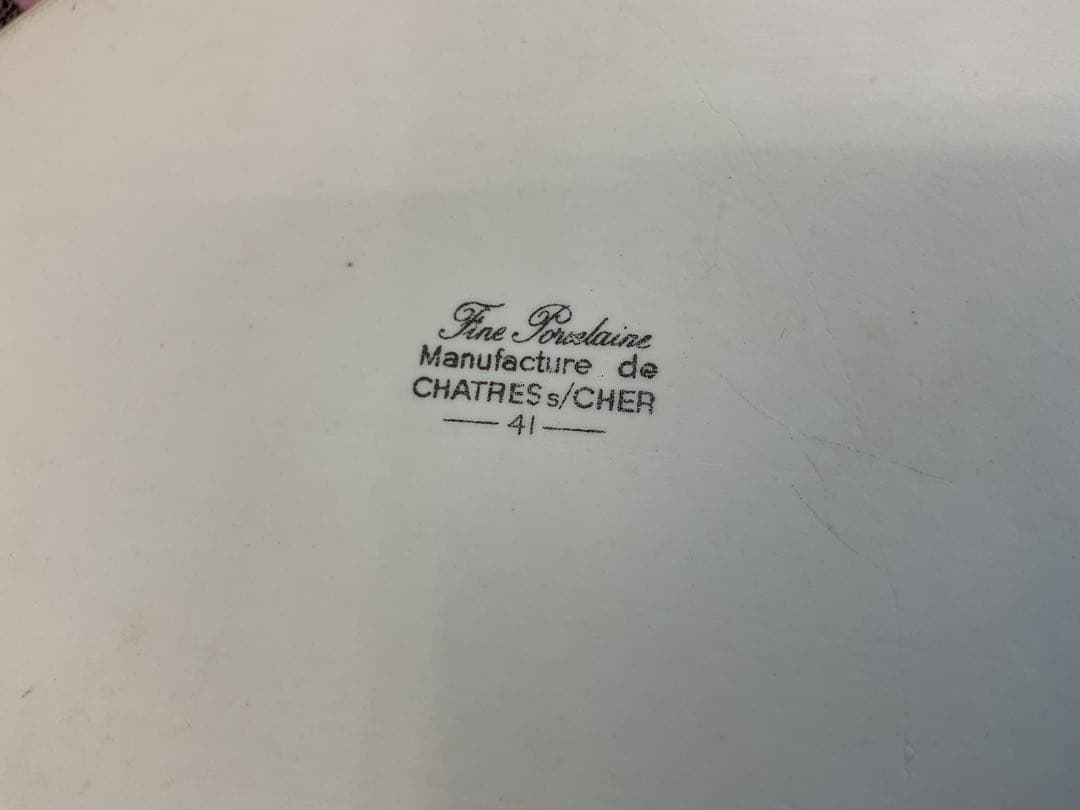 Fine Porcelaine
Manufacture de
CHATRES s/CHER
— 41 —